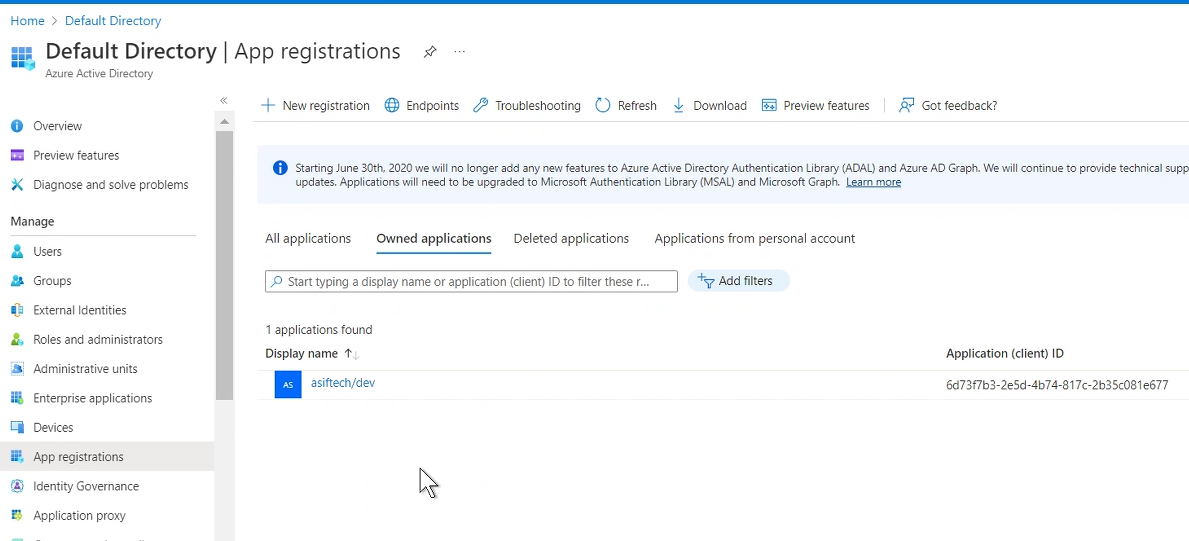 Home > Default Directory
Default Directory | App registrations
Azure Active Directory
Overview
Preview features
Diagnose and solve problems
Manage
Users
Groups
External Identities
Roles and administrators
Administrative units
Enterprise applications
Devices
App registrations
Identity Governance
Application proxy
New registration Endpoints Troubleshooting Refresh Download Preview features Got feedback?
Starting June 30th, 2020 we will no longer add any new features to Azure Active Directory Authentication Library (ADAL) and Azure AD Graph. We will continue to provide technical supp
updates. Applications will need to be upgraded to Microsoft Authentication Library (MSAL) and Microsoft Graph. Learn more
All applications Owned applications Deleted applications Applications from personal account
Start typing a display name or application (client) ID to filter these r... Add filters
1 applications found
Display name Application (client) ID
AS asiftech/dev 6d73f7b3-2e5d-4b74-817c-2b35c081e677